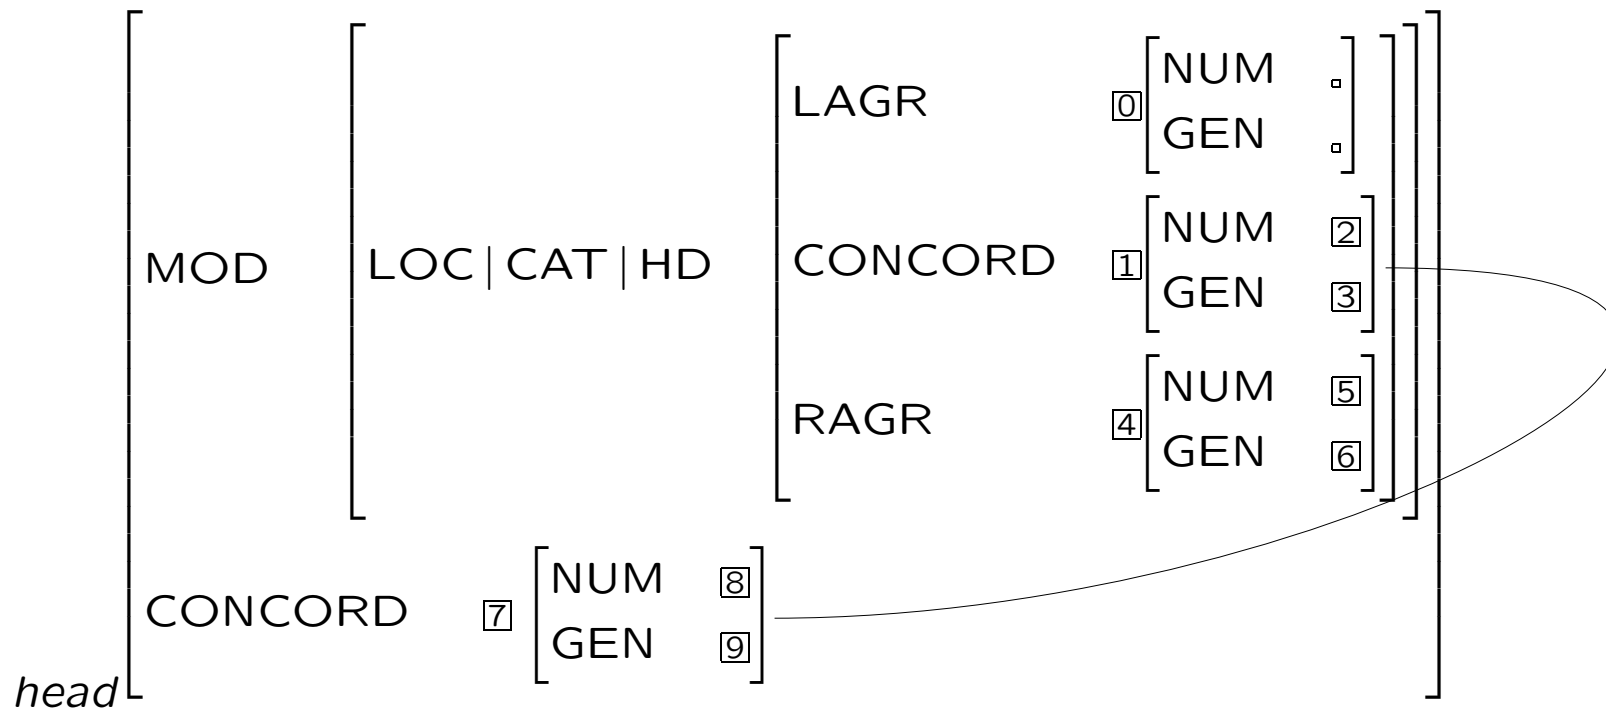 NUM
LAGR 0 GEN
NUM 2
MOD LOC|CAT|HD CONCORD 1 GEN 3
NUM 5
RAGR 4 GEN 6
NUM 8
CONCORD 7 GEN 9
head